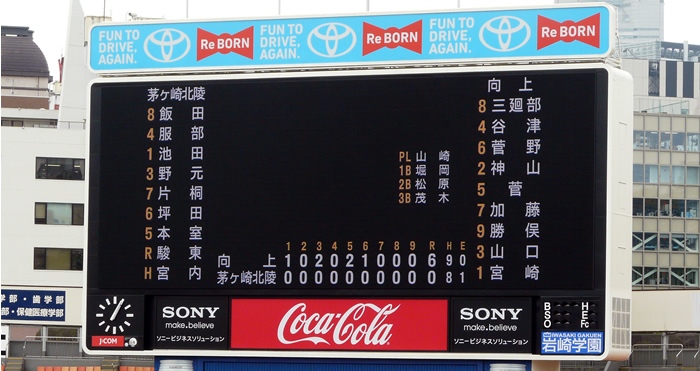 FUN TO DRIVE, AGAIN. TOYOTA ReBORN FUN TO DRIVE, AGAIN. TOYOTA ReBORN FUN TO DRIVE, AGAIN. TOYOTA ReBORN
茅ケ崎北陵
8 飯田
4 服部
1 池田
3 野元
7 片桐
6 坪田
5 本室
R 駿東
H 宮内
PL 山崎
1B 堀岡
2B 松原
3B 茂木
向上
8 三廻部
4 谷津
6 菅野
2 神山
5 菅
7 加藤
9 勝俣
3 山口
1 宮崎
1 2 3 4 5 6 7 8 9 R H E
向上 1 0 2 0 2 1 0 0 0 6 9 0
茅ケ崎北陵 0 0 0 0 0 0 0 0 0 0 8 1
J:COM
SONY
make.believe
ソニービジネスソリューション
Coca-Cola
SONY
make.believe
ソニービジネスソリューション
B H
S E
O Fc
IWASAKI GAKUEN
岩崎学園
・歯学部
・保健医療学部